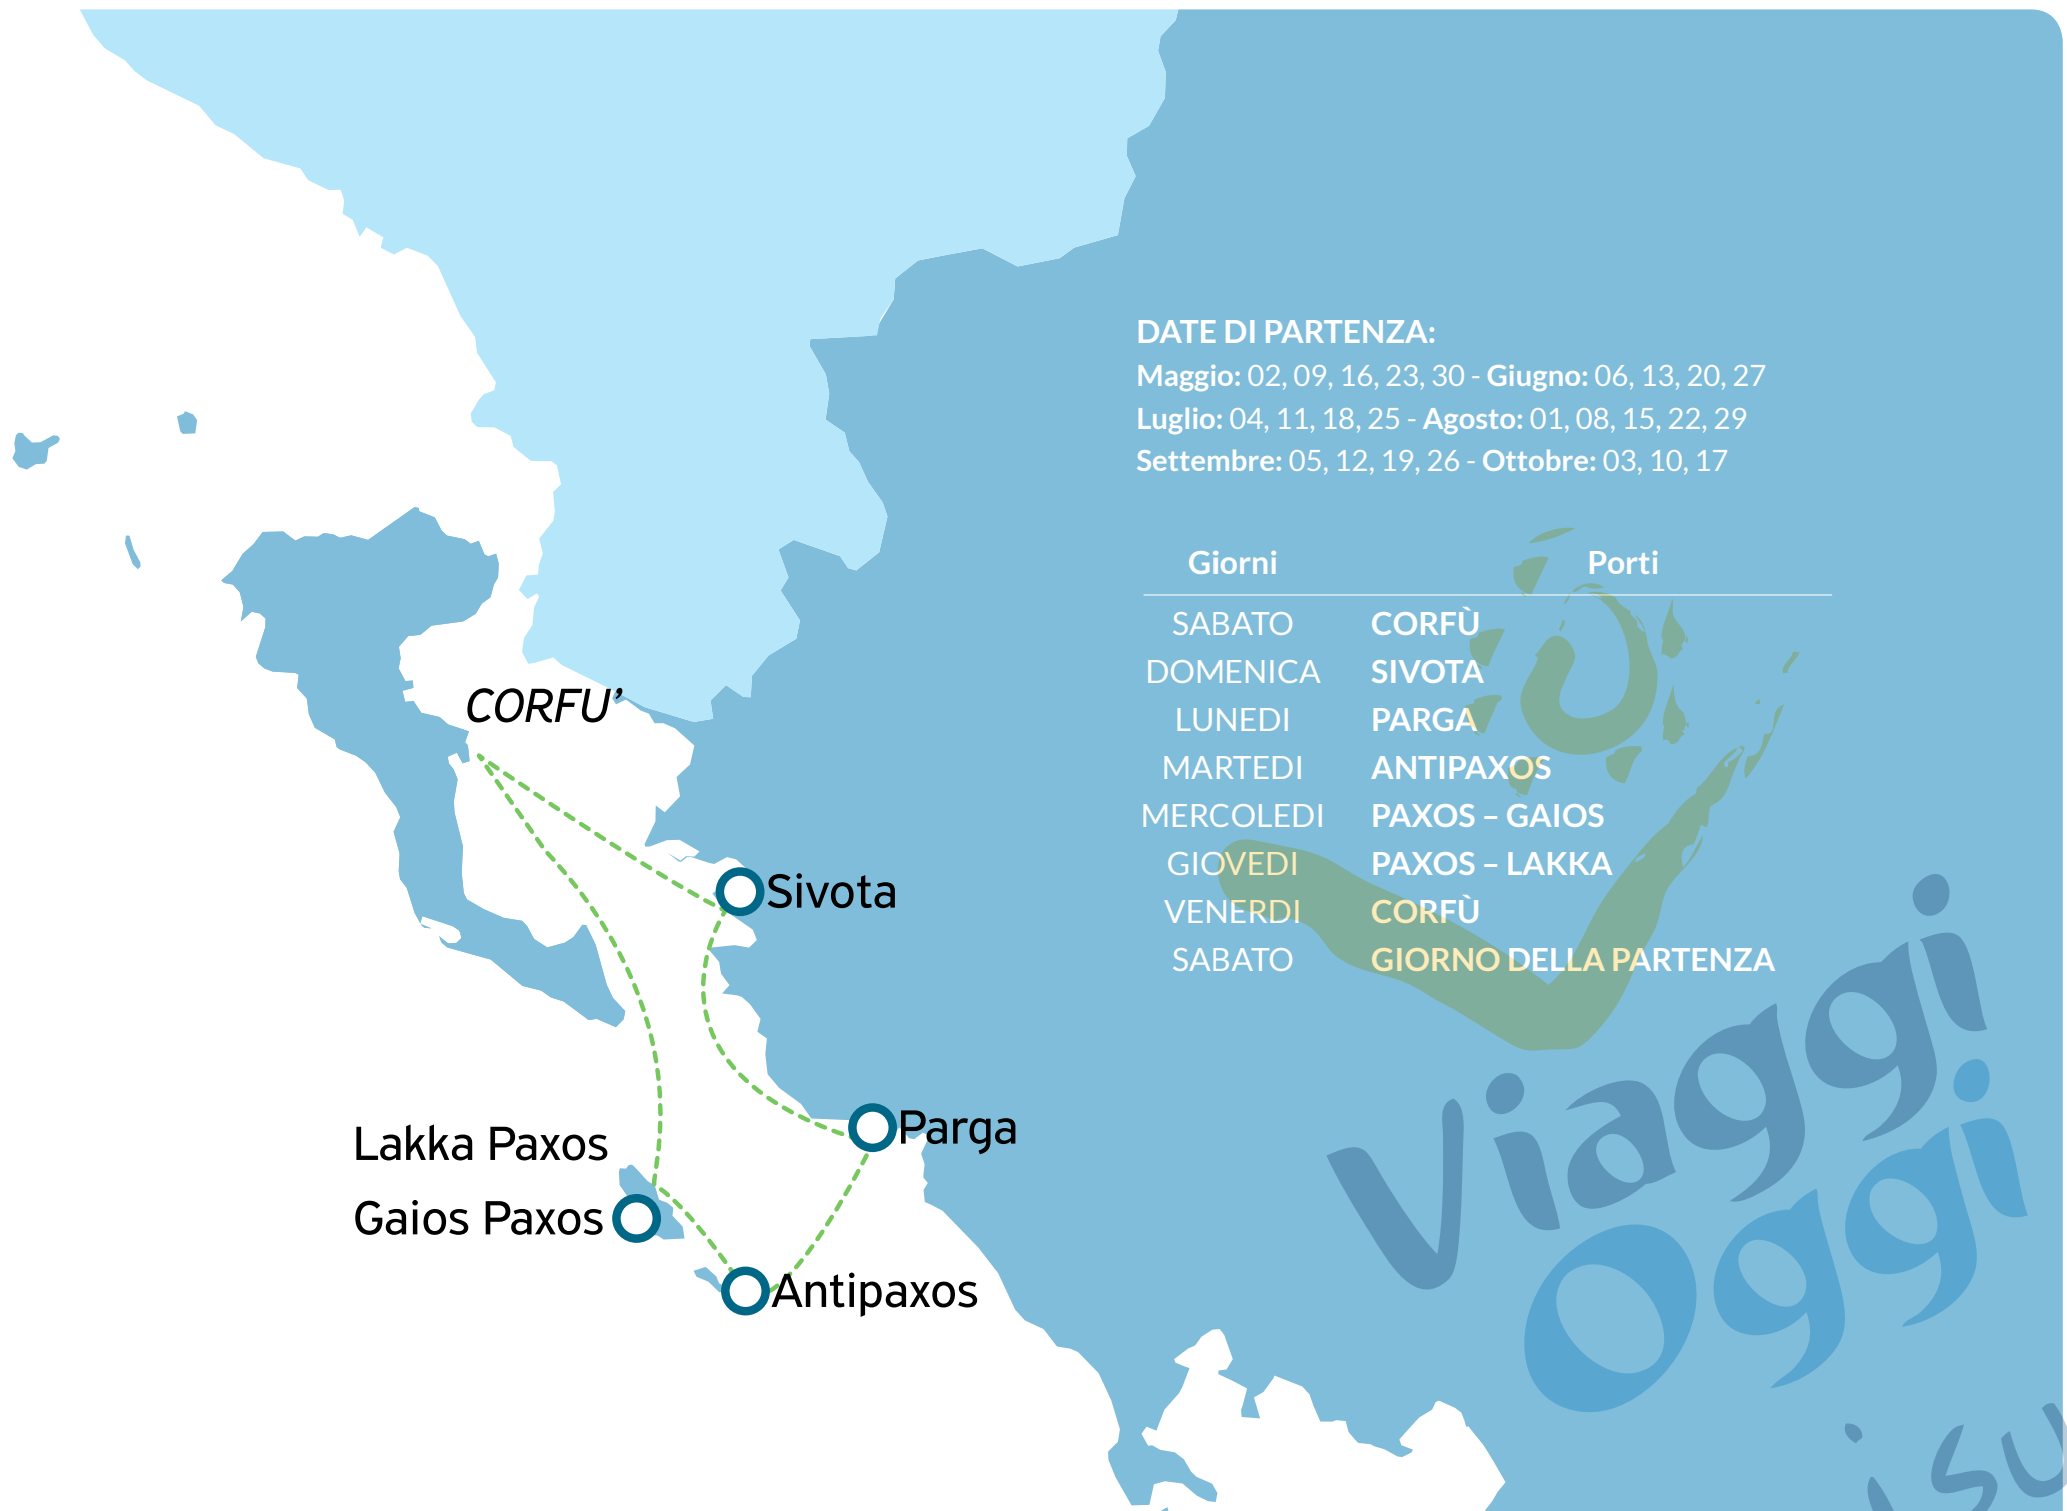 DATE DI PARTENZA:
Maggio: 02, 09, 16, 23, 30 - Giugno: 06, 13, 20, 27
Luglio: 04, 11, 18, 25 - Agosto: 01, 08, 15, 22, 29
Settembre: 05, 12, 19, 26 - Ottobre: 03, 10, 17
Giorni Porti
SABATO CORFÙ
DOMENICA SIVOTA
LUNEDI PARGA
MARTEDI ANTIPAXOS
MERCOLEDI PAXOS – GAIOS
GIOVEDI PAXOS – LAKKA
VENERDI CORFÙ
SABATO GIORNO DELLA PARTENZA
CORFU’
Sivota
Parga
Lakka Paxos
Gaios Paxos
Antipaxos
Viaggi
Oggi